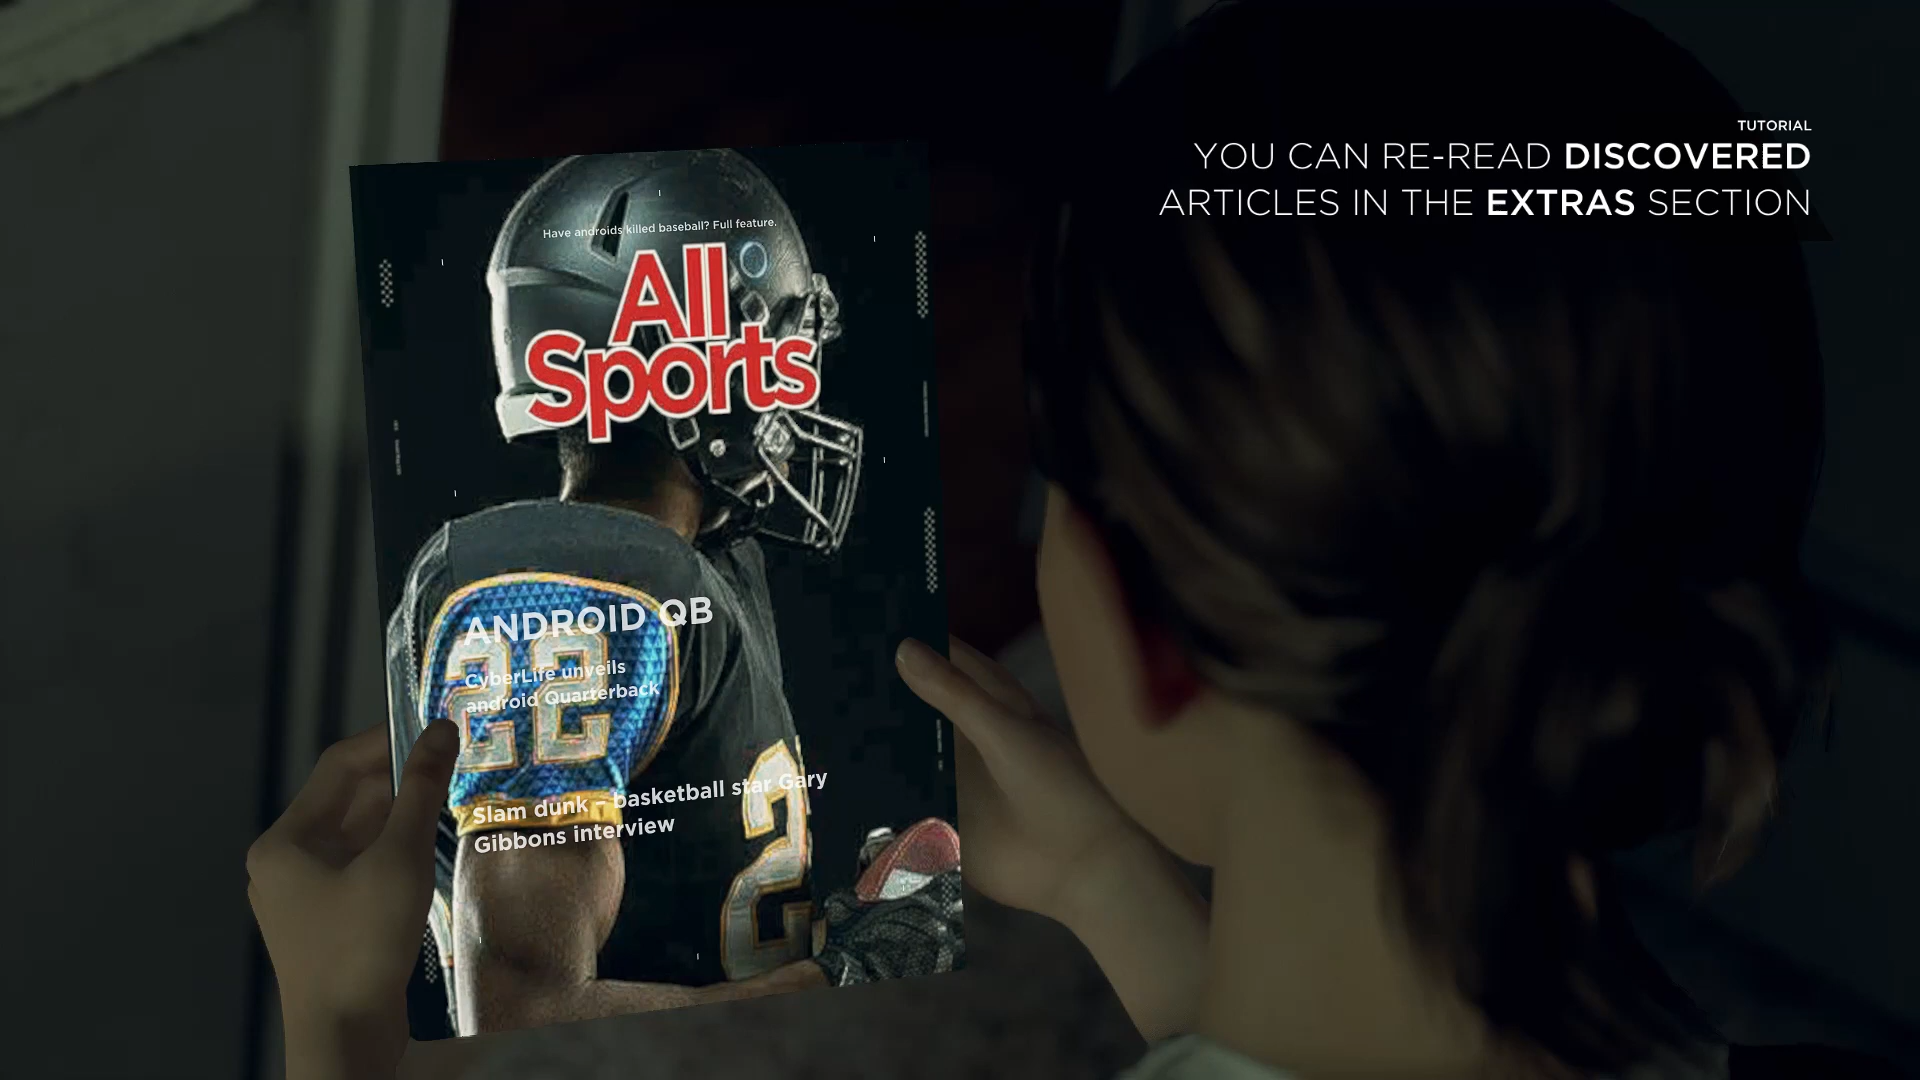 TUTORIAL
YOU CAN RE-READ DISCOVERED
ARTICLES IN THE EXTRAS SECTION
Have androids killed baseball? Full feature.
All
Sports
ANDROID QB
22
CyberLife unveils
android Quarterback
Slam dunk – basketball star Gary
Gibbons interview
2